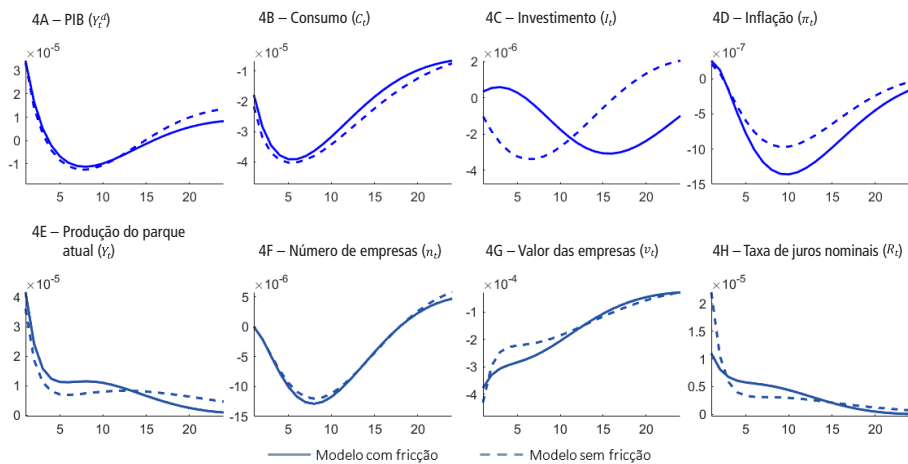 4A – PIB (Y_t^d)
4B – Consumo (C_t)
4C – Investimento (I_t)
4D – Inflação (π_t)
×10^-5
×10^-5
×10^-6
×10^-7
3
2
1
0
-1
5 10 15 20
-1
-2
-3
-4
5 10 15 20
2
0
-2
-4
-6
5 10 15 20
0
-5
-10
-15
5 10 15 20
4E – Produção do parque
atual (Y_t)
4F – Número de empresas (n_t)
4G – Valor das empresas (v_t)
4H – Taxa de juros nominais (R_t)
×10^-5
×10^-6
×10^-4
×10^-5
4
3
2
1
0
5 10 15 20
5
0
-5
-10
-15
5 10 15 20
-1
-2
-3
-4
5 10 15 20
2
1.5
1
0.5
0
5 10 15 20
Modelo com fricção
Modelo sem fricção